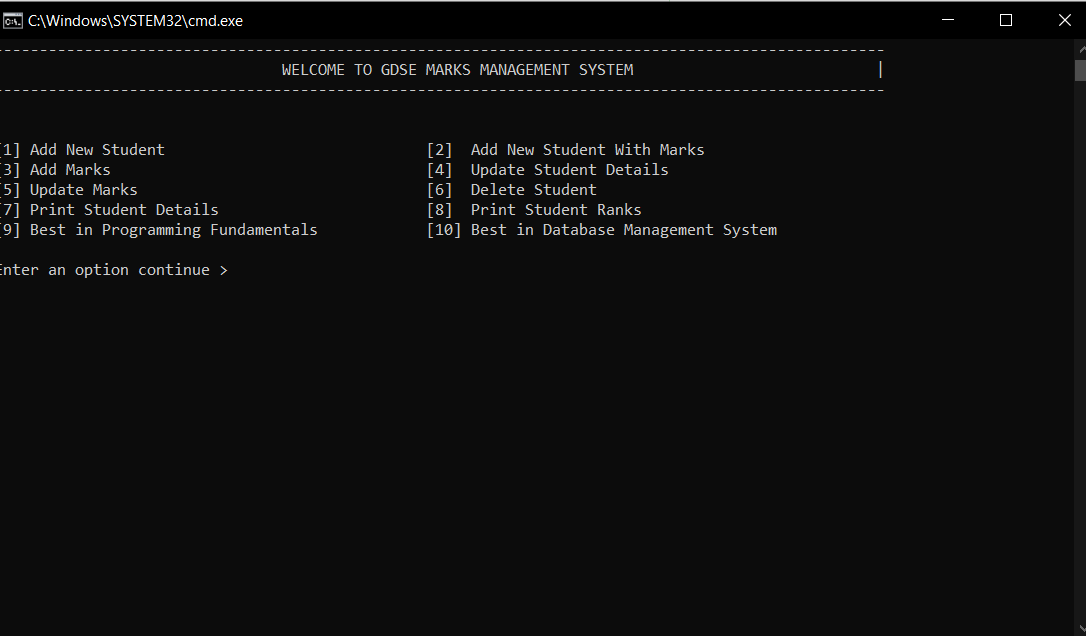 C:\Windows\SYSTEM32\cmd.exe
--------------------------------------------------------------------------------------------------
WELCOME TO GDSE MARKS MANAGEMENT SYSTEM |
--------------------------------------------------------------------------------------------------
[1] Add New Student [2] Add New Student With Marks
[3] Add Marks [4] Update Student Details
[5] Update Marks [6] Delete Student
[7] Print Student Details [8] Print Student Ranks
[9] Best in Programming Fundamentals [10] Best in Database Management System
Enter an option continue >